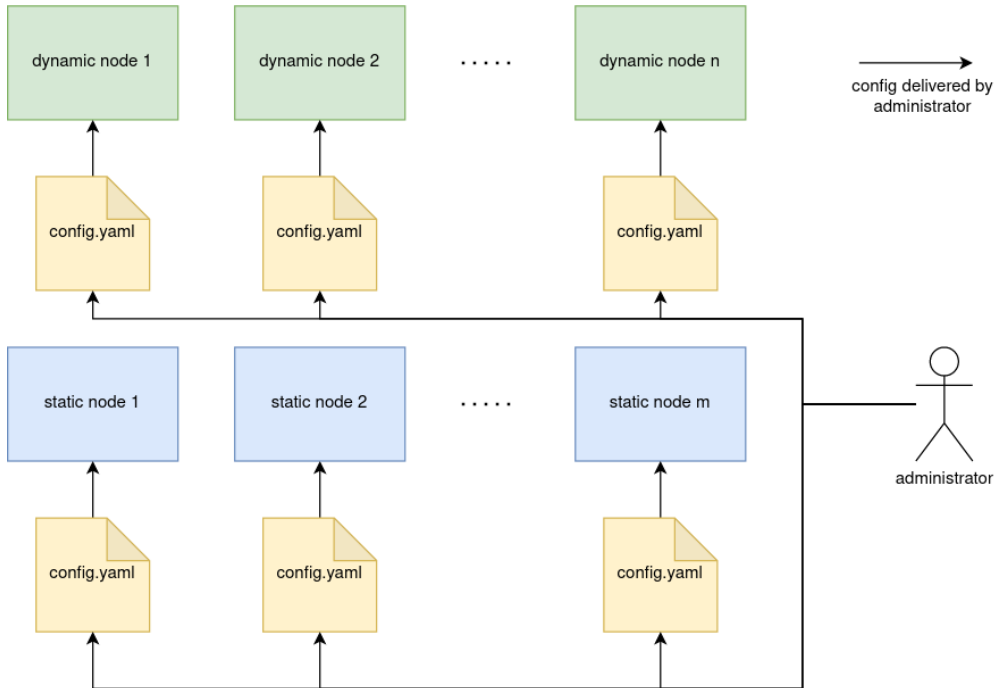 dynamic node 1
dynamic node 2
.....
dynamic node n
config delivered by
administrator
config.yaml
config.yaml
config.yaml
static node 1
static node 2
.....
static node m
administrator
config.yaml
config.yaml
config.yaml